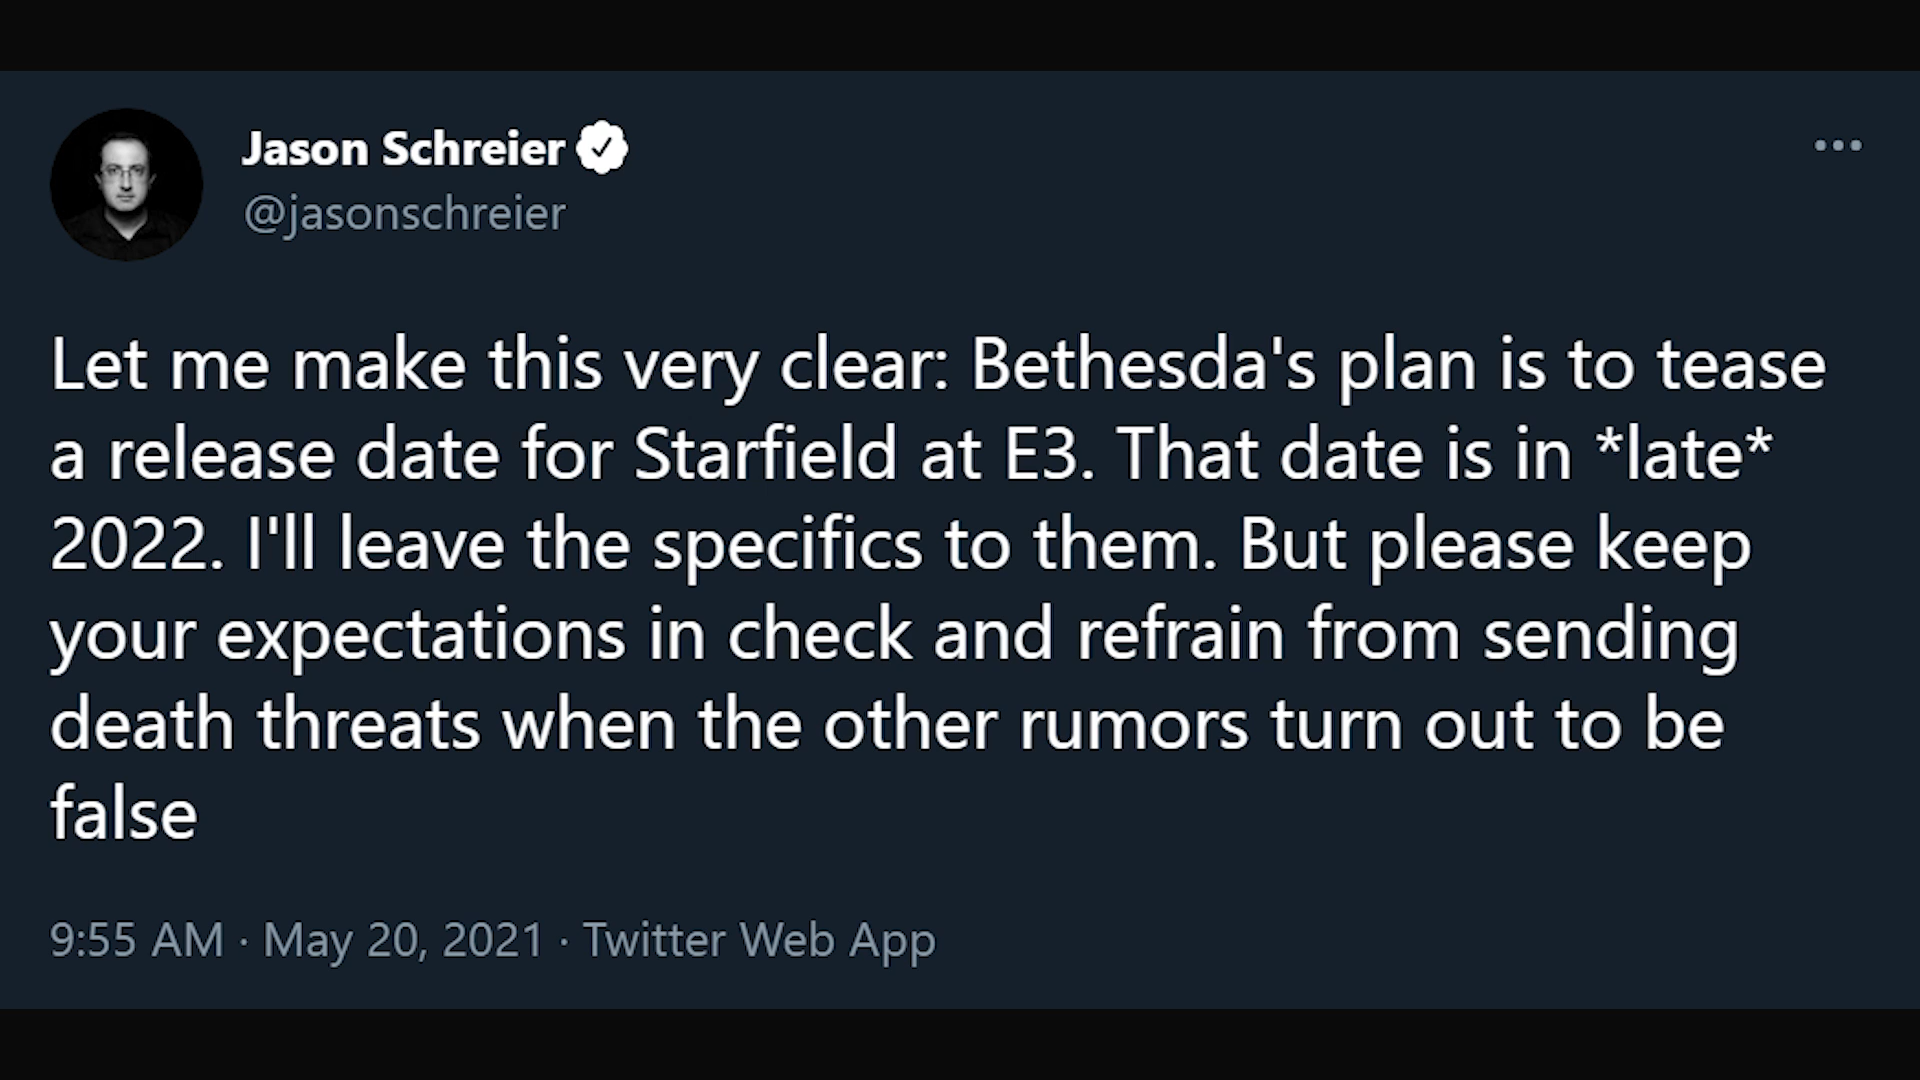 Jason Schreier
@jasonschreier
Let me make this very clear: Bethesda's plan is to tease
a release date for Starfield at E3. That date is in *late*
2022. I'll leave the specifics to them. But please keep
your expectations in check and refrain from sending
death threats when the other rumors turn out to be
false
9:55 AM · May 20, 2021 · Twitter Web App